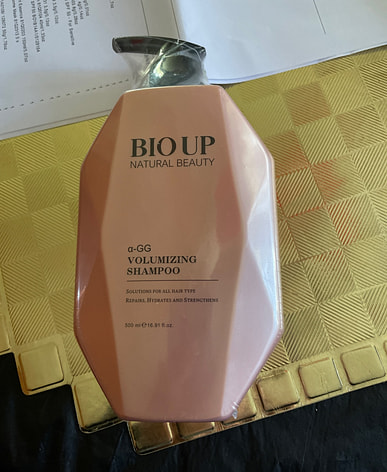 BIO UP
NATURAL BEAUTY
α-GG
VOLUMIZING
SHAMPOO
SOLUTIONS FOR ALL HAIR TYPE
REPAIRS, HYDRATES AND STRENGTHENS
500 ml ℮ 16.91 fl. oz.